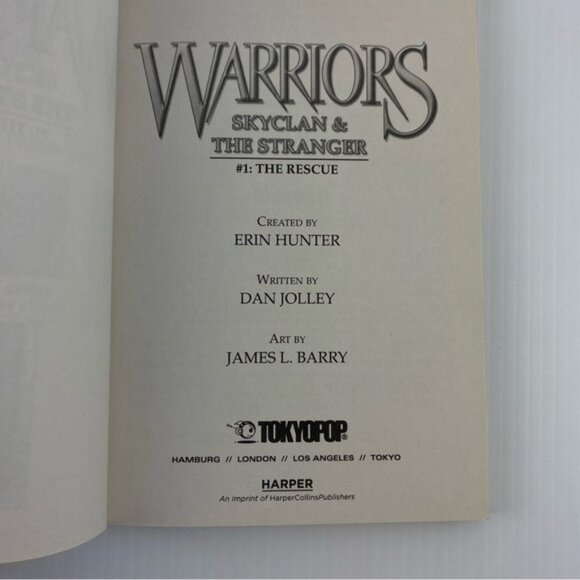 WARRIORS
SKYCLAN &
THE STRANGER
#1: THE RESCUE
CREATED BY
ERIN HUNTER
WRITTEN BY
DAN JOLLEY
ART BY
JAMES L. BARRY
TOKYOPOP®
HAMBURG // LONDON // LOS ANGELES // TOKYO
HARPER
An Imprint of HarperCollinsPublishers